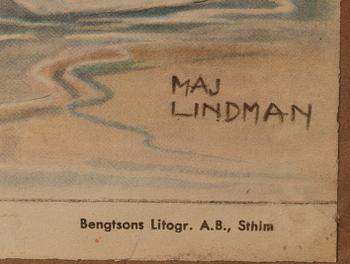 MAJ
LINDMAN
Bengtsons Litogr. A.B., Sthlm